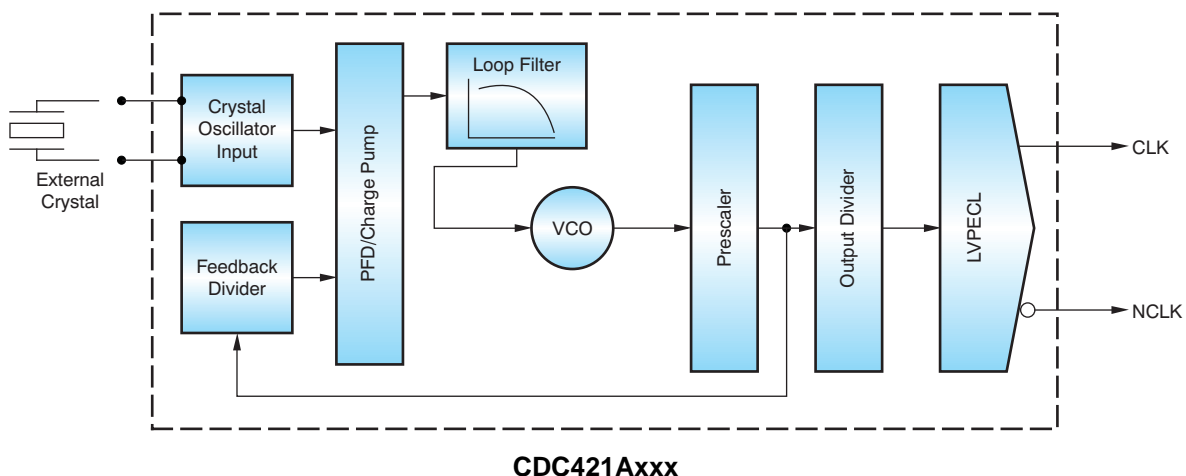 External
Crystal
Crystal
Oscillator
Input
Feedback
Divider
PFD/Charge Pump
Loop Filter
VCO
Prescaler
Output Divider
LVPECL
CLK
NCLK
CDC421Axxx